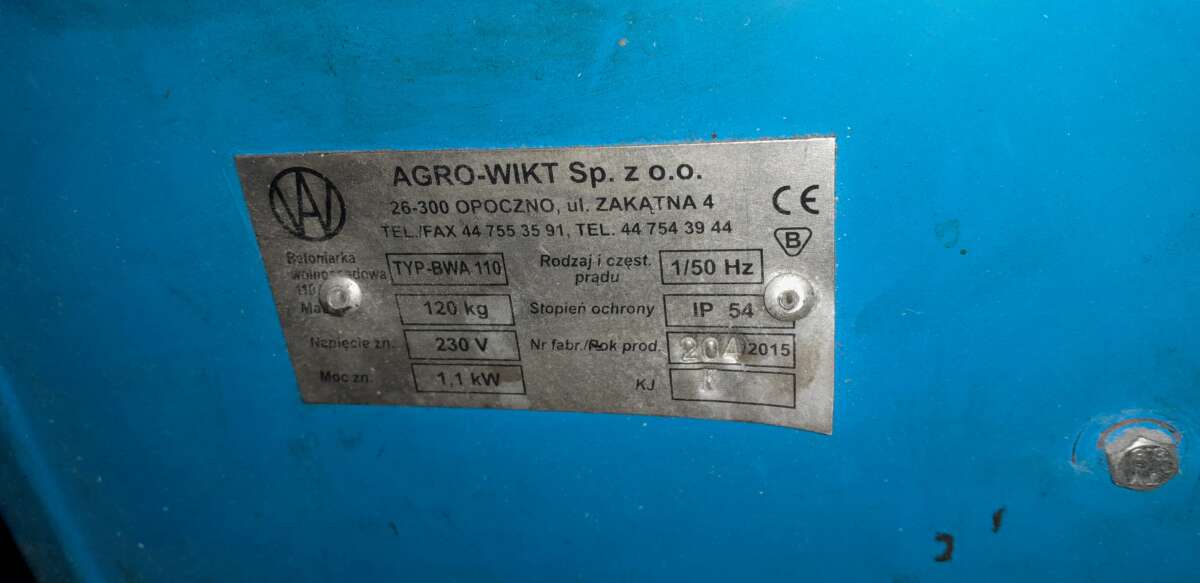 AGRO-WIKT Sp. z o.o.
26-300 OPOCZNO, ul. ZAKĄTNA 4
TEL./FAX 44 755 35 91, TEL. 44 754 39 44
CE
B
Betoniarka
wolnospadowa
110
TYP-BWA 110
Rodzaj i częst.
prądu
1/50 Hz
120 kg
Stopień ochrony
IP 54
Napięcie zn.
230 V
Nr fabr./Rok prod.
204/2015
Moc zn.
1,1 kW
KJ